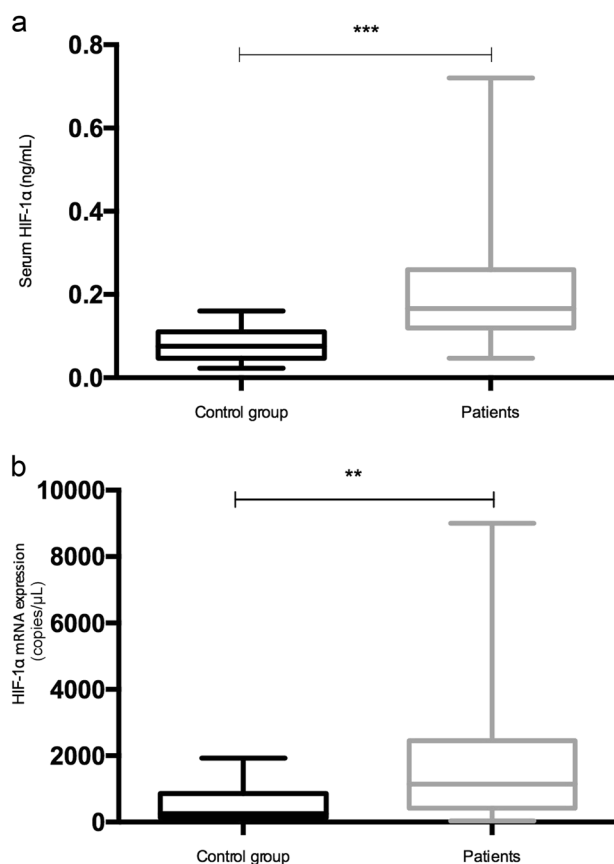 a
***
0.8
0.6
0.4
0.2
0.0
Serum HIF-1α (ng/mL)
Control group
Patients
b
**
10000
8000
6000
4000
2000
0
HIF-1α mRNA expression
(copies/μL)
Control group
Patients